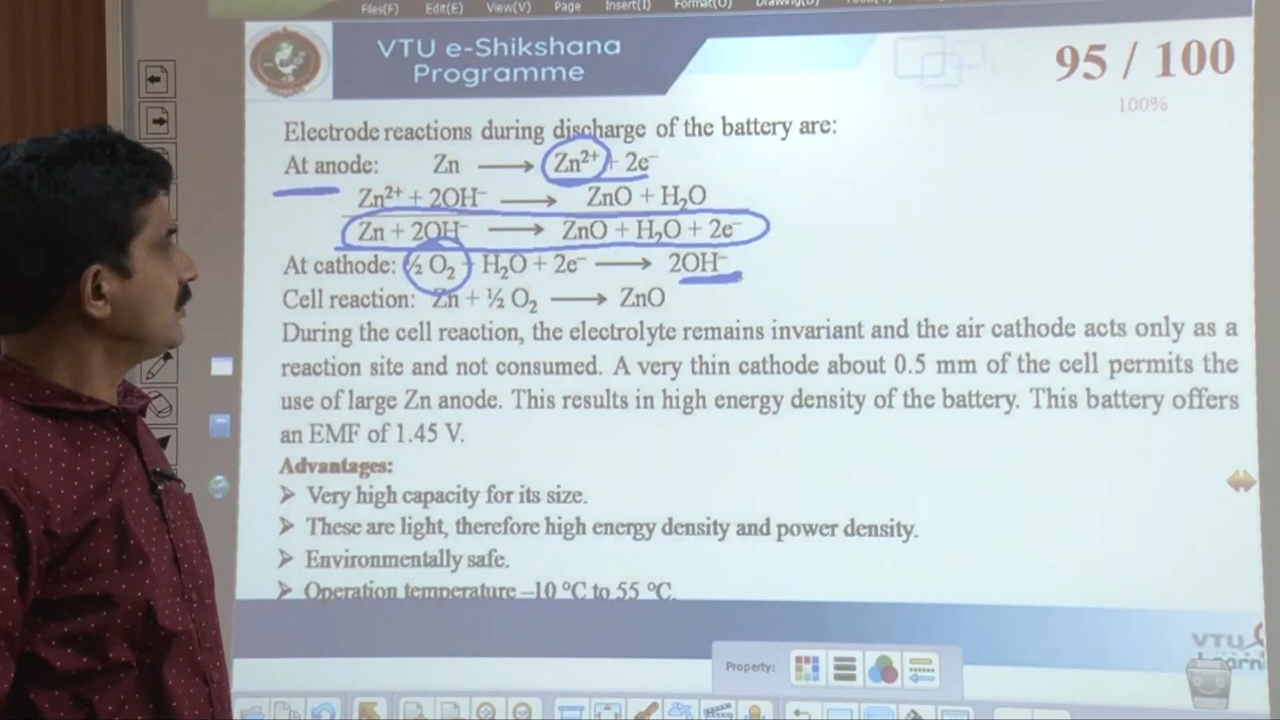 Files(F) Edit(E) View(V) Page Insert(I) Format(O) Drawing(D)
VTU e-Shikshana
Programme
95 / 100
100%
Electrode reactions during discharge of the battery are:
At anode: Zn ⟶ Zn²⁺ + 2e⁻
Zn²⁺ + 2OH⁻ ⟶ ZnO + H₂O
Zn + 2OH⁻ ⟶ ZnO + H₂O + 2e⁻
At cathode: ½ O₂ + H₂O + 2e⁻ ⟶ 2OH⁻
Cell reaction: Zn + ½ O₂ ⟶ ZnO
During the cell reaction, the electrolyte remains invariant and the air cathode acts only as a
reaction site and not consumed. A very thin cathode about 0.5 mm of the cell permits the
use of large Zn anode. This results in high energy density of the battery. This battery offers
an EMF of 1.45 V.
Advantages:
➢ Very high capacity for its size.
➢ These are light, therefore high energy density and power density.
➢ Environmentally safe.
➢ Operation temperature –10 °C to 55 °C.
VTU
Property: